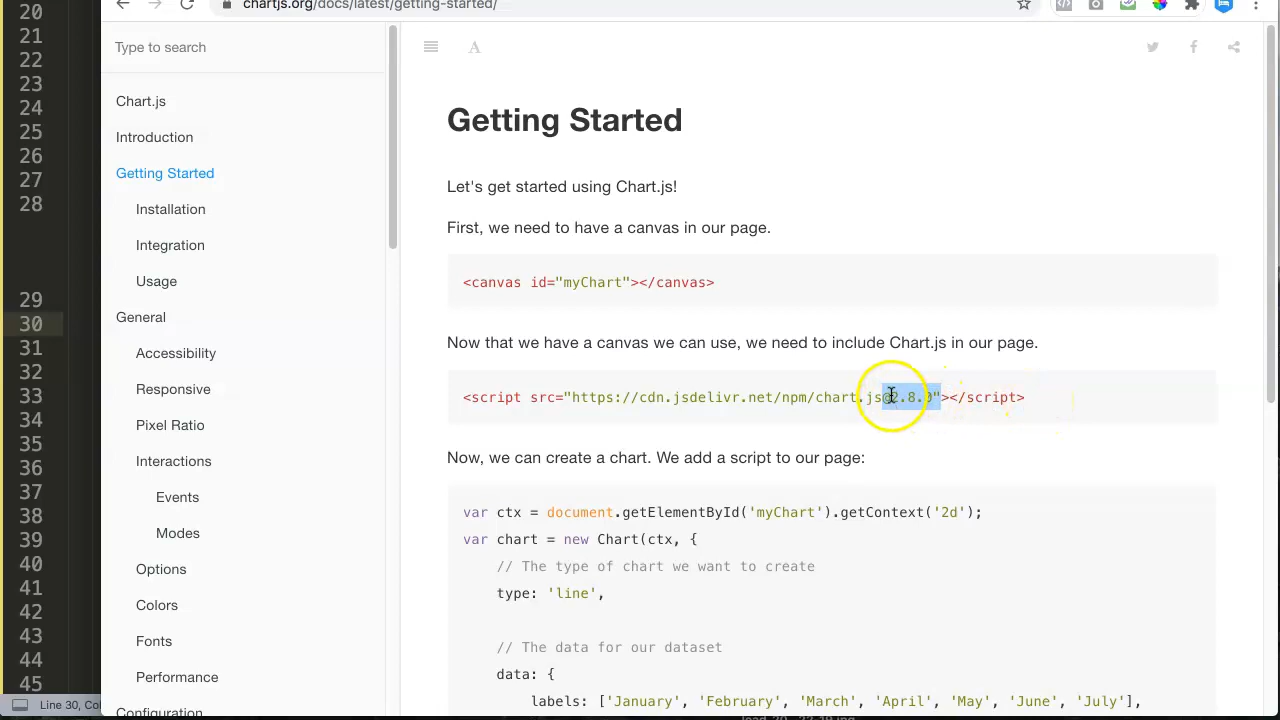 chartjs.org/docs/latest/getting-started/
Type to search
Chart.js
Introduction
Getting Started
Installation
Integration
Usage
General
Accessibility
Responsive
Pixel Ratio
Interactions
Events
Modes
Options
Colors
Fonts
Performance
Configuration
A
Getting Started
Let's get started using Chart.js!
First, we need to have a canvas in our page.
<canvas id="myChart"></canvas>
Now that we have a canvas we can use, we need to include Chart.js in our page.
<script src="https://cdn.jsdelivr.net/npm/chart.js@2.8.0"></script>
Now, we can create a chart. We add a script to our page:
var ctx = document.getElementById('myChart').getContext('2d');
var chart = new Chart(ctx, {
// The type of chart we want to create
type: 'line',
// The data for our dataset
data: {
labels: ['January', 'February', 'March', 'April', 'May', 'June', 'July'],
20
21
22
23
24
25
26
27
28
29
30
31
32
33
34
35
36
37
38
39
40
41
42
43
44
45
Line 30, Col